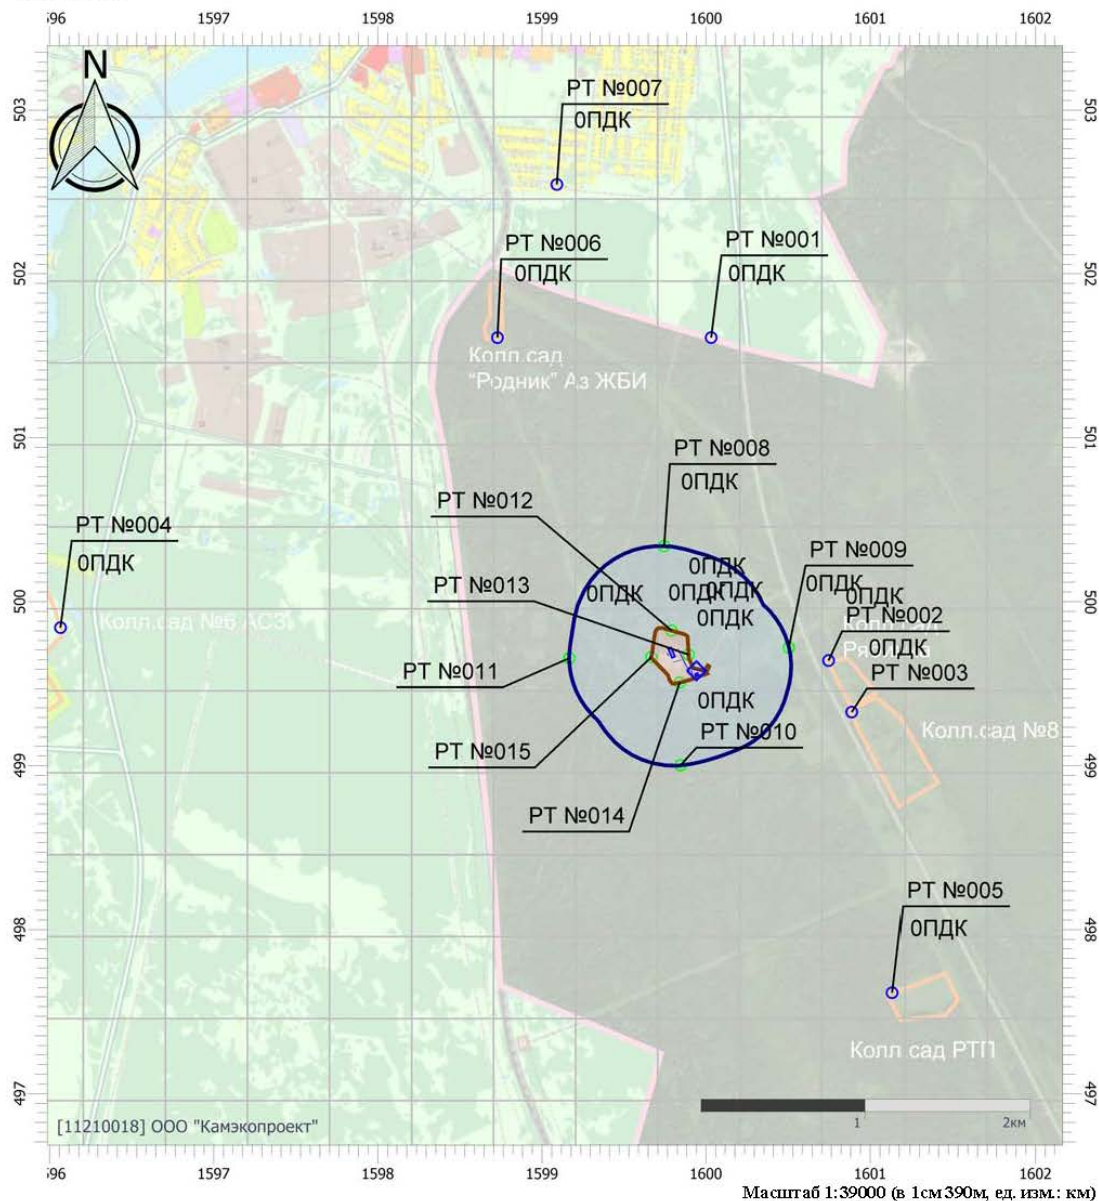 1597 1598 1599 1600 1601 1602
N
РТ №007
0ПДК
503 503
РТ №006
0ПДК
РТ №001
0ПДК
502 502
Колл.сад
"Родник" Аз ЖБИ
501 501
РТ №008
0ПДК
РТ №012
РТ №004
0ПДК
РТ №009
0ПДК
0ПДК
РТ №013
0ПДК
0ПДК
0ПДК
0ПДК
0ПДК
500 500
РТ №002
0ПДК
Колл.сад №6 АСЗ
РТ №011
РТ №003
0ПДК
Колл.сад №8
РТ №010
РТ №015
499 499
РТ №014
РТ №005
0ПДК
498 498
Колл сад РТП
497 497
1 2км
[11210018] ООО "Камэкопроект"
1597 1598 1599 1600 1601 1602
Масштаб 1:39000 (в 1см 390м, ед. изм.: км)